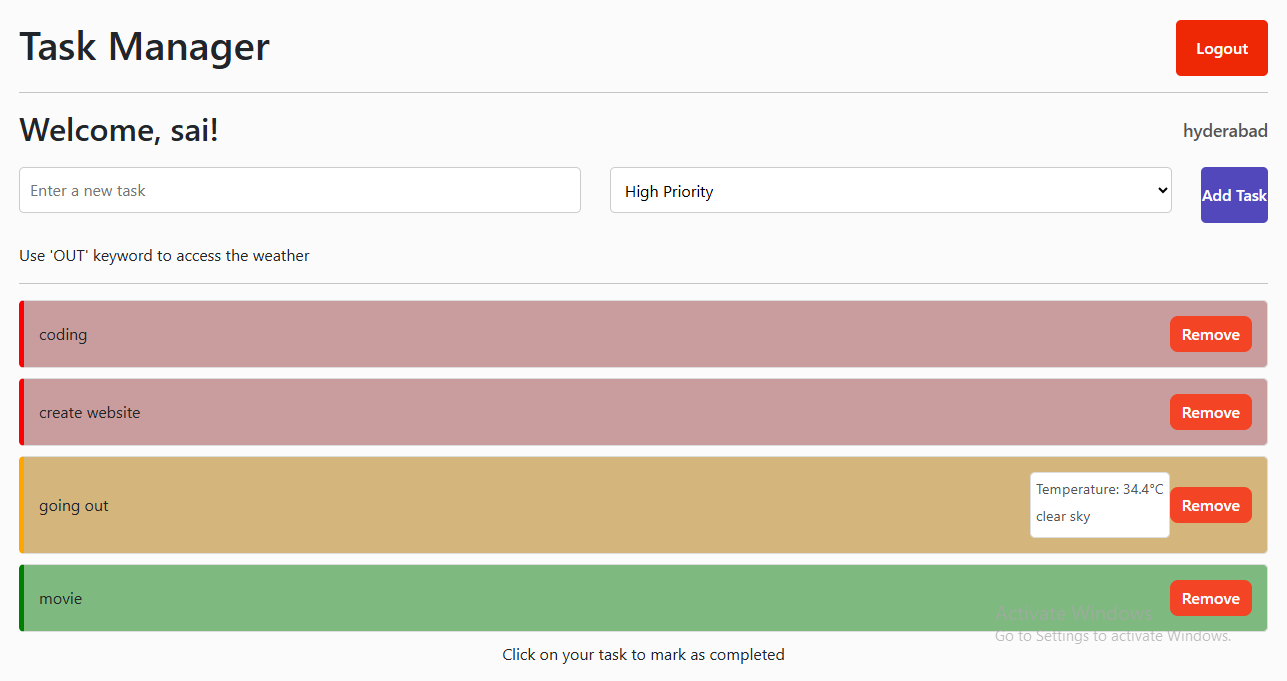 Task Manager
Logout
Welcome, sai!
hyderabad
Enter a new task
High Priority
Add Task
Use 'OUT' keyword to access the weather
coding
Remove
create website
Remove
going out
Temperature: 34.4°C
clear sky
Remove
movie
Remove
Activate Windows
Go to Settings to activate Windows.
Click on your task to mark as completed